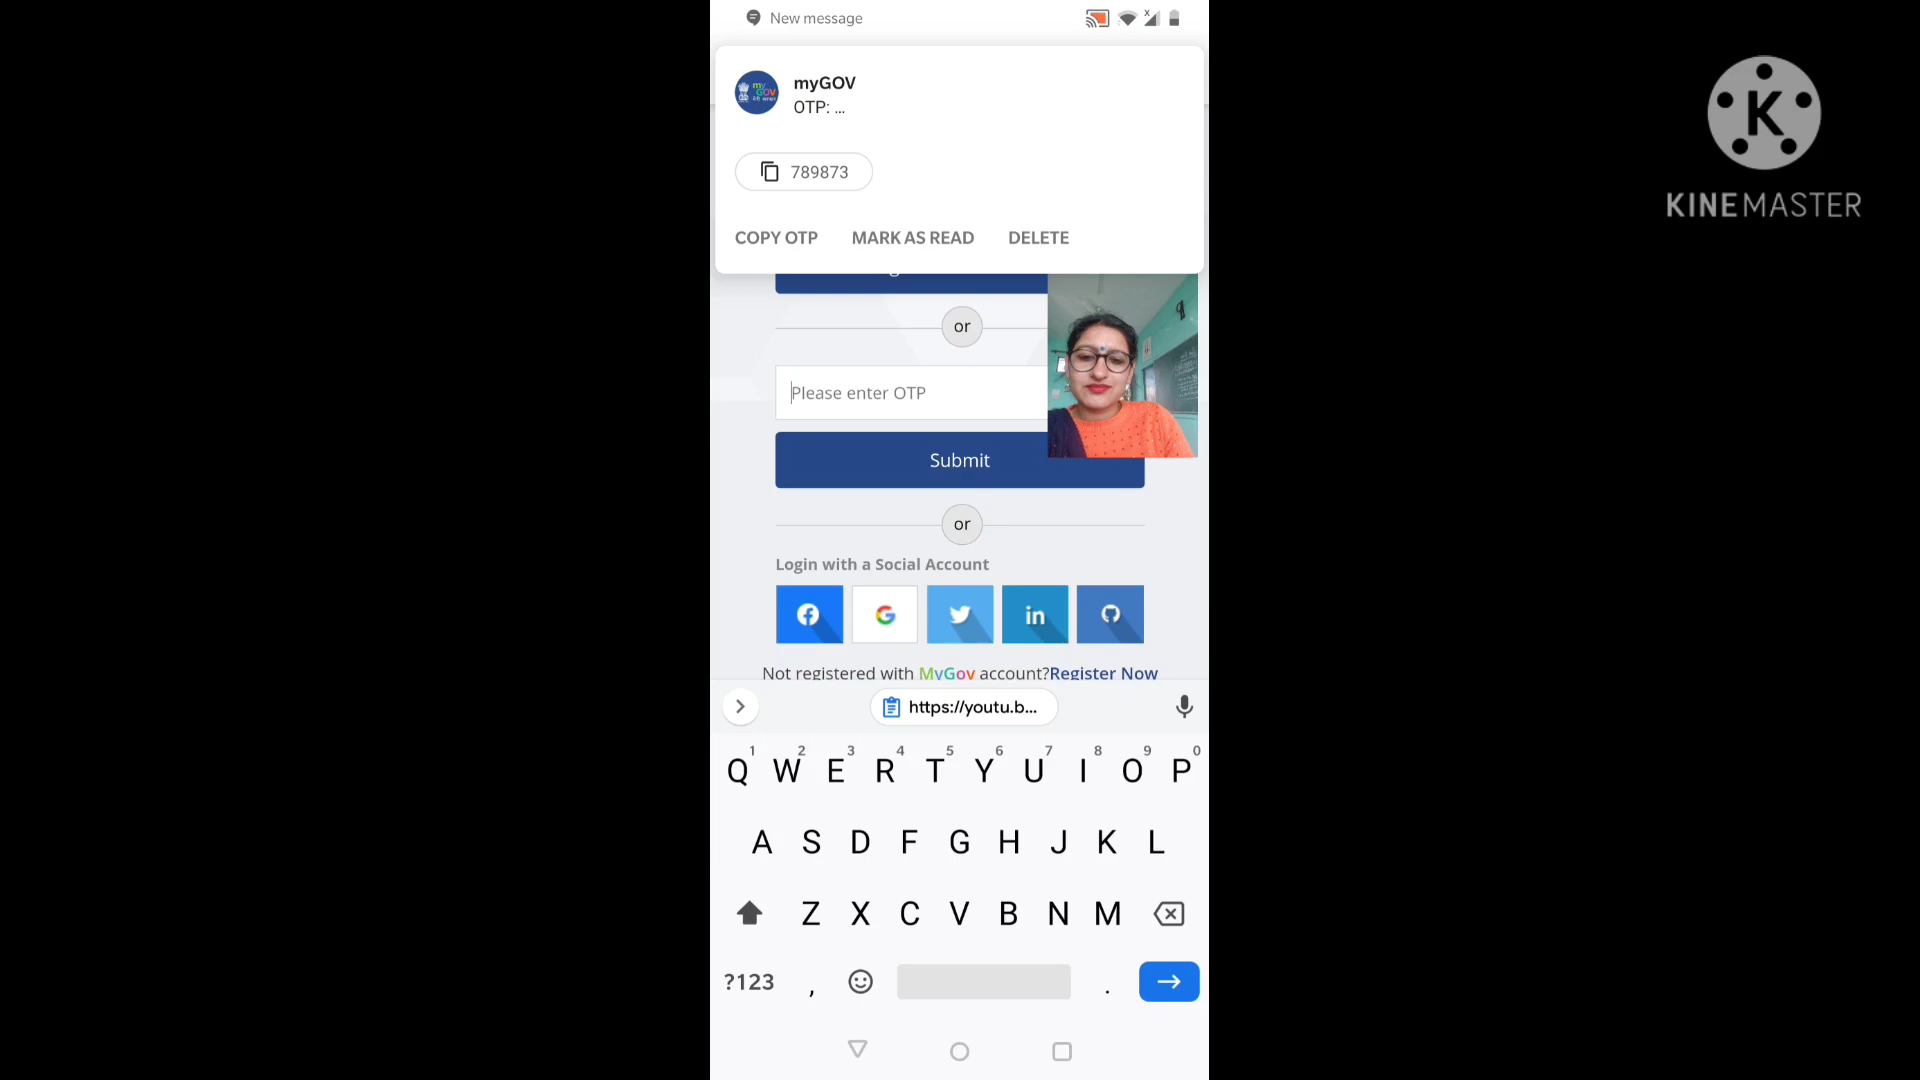 New message
myGOV
OTP: ...
789873
COPY OTP MARK AS READ DELETE
or
Please enter OTP
Submit
or
Login with a Social Account
Not registered with MyGov account?Register Now
https://youtu.b...
1 2 3 4 5 6 7 8 9 0
Q W E R T Y U I O P
A S D F G H J K L
Z X C V B N M
?123 , .
K
KINEMASTER